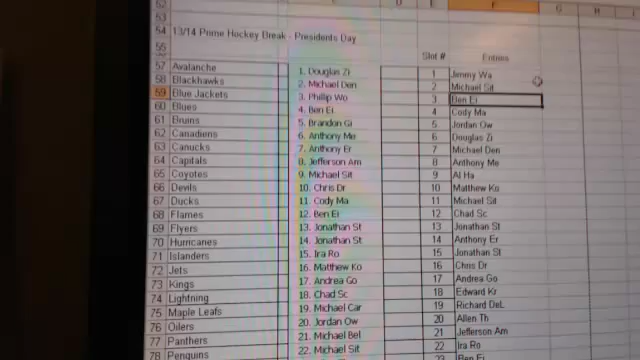 52
53
54 13/14 Prime Hockey Break - Presidents Day
55 Slot # Entries
56
57 Avalanche 1. Douglas Zi 1 Jimmy Wa
58 Blackhawks 2. Michael Den 2 Michael Sit
59 Blue Jackets 3. Phillip Wo 3 Ben Ei
60 Blues 4. Ben Ei 4 Cody Ma
61 Bruins 5. Brandon Gi 5 Jordan Ow
62 Canadiens 6. Anthony Me 6 Douglas Zi
63 Canucks 7. Anthony Er 7 Michael Den
64 Capitals 8. Jefferson Am 8 Anthony Me
65 Coyotes 9. Michael Sit 9 Al Ha
66 Devils 10. Chris Dr 10 Matthew Ko
67 Ducks 11. Cody Ma 11 Michael Sit
68 Flames 12. Ben Ei 12 Chad Sc
69 Flyers 13. Jonathan St 13 Jonathan St
70 Hurricanes 14. Jonathan St 14 Anthony Er
71 Islanders 15. Ira Ro 15 Jonathan St
72 Jets 16. Matthew Ko 16 Chris Dr
73 Kings 17. Andrea Go 17 Andrea Go
74 Lightning 18. Chad Sc 18 Edward Kr
75 Maple Leafs 19. Michael Car 19 Richard DeL
76 Oilers 20. Jordan Ow 20 Allen Th
77 Panthers 21. Michael Bel 21 Jefferson Am
78 Penguins 22. Michael Sit 22 Ira Ro
23 Ben Ei